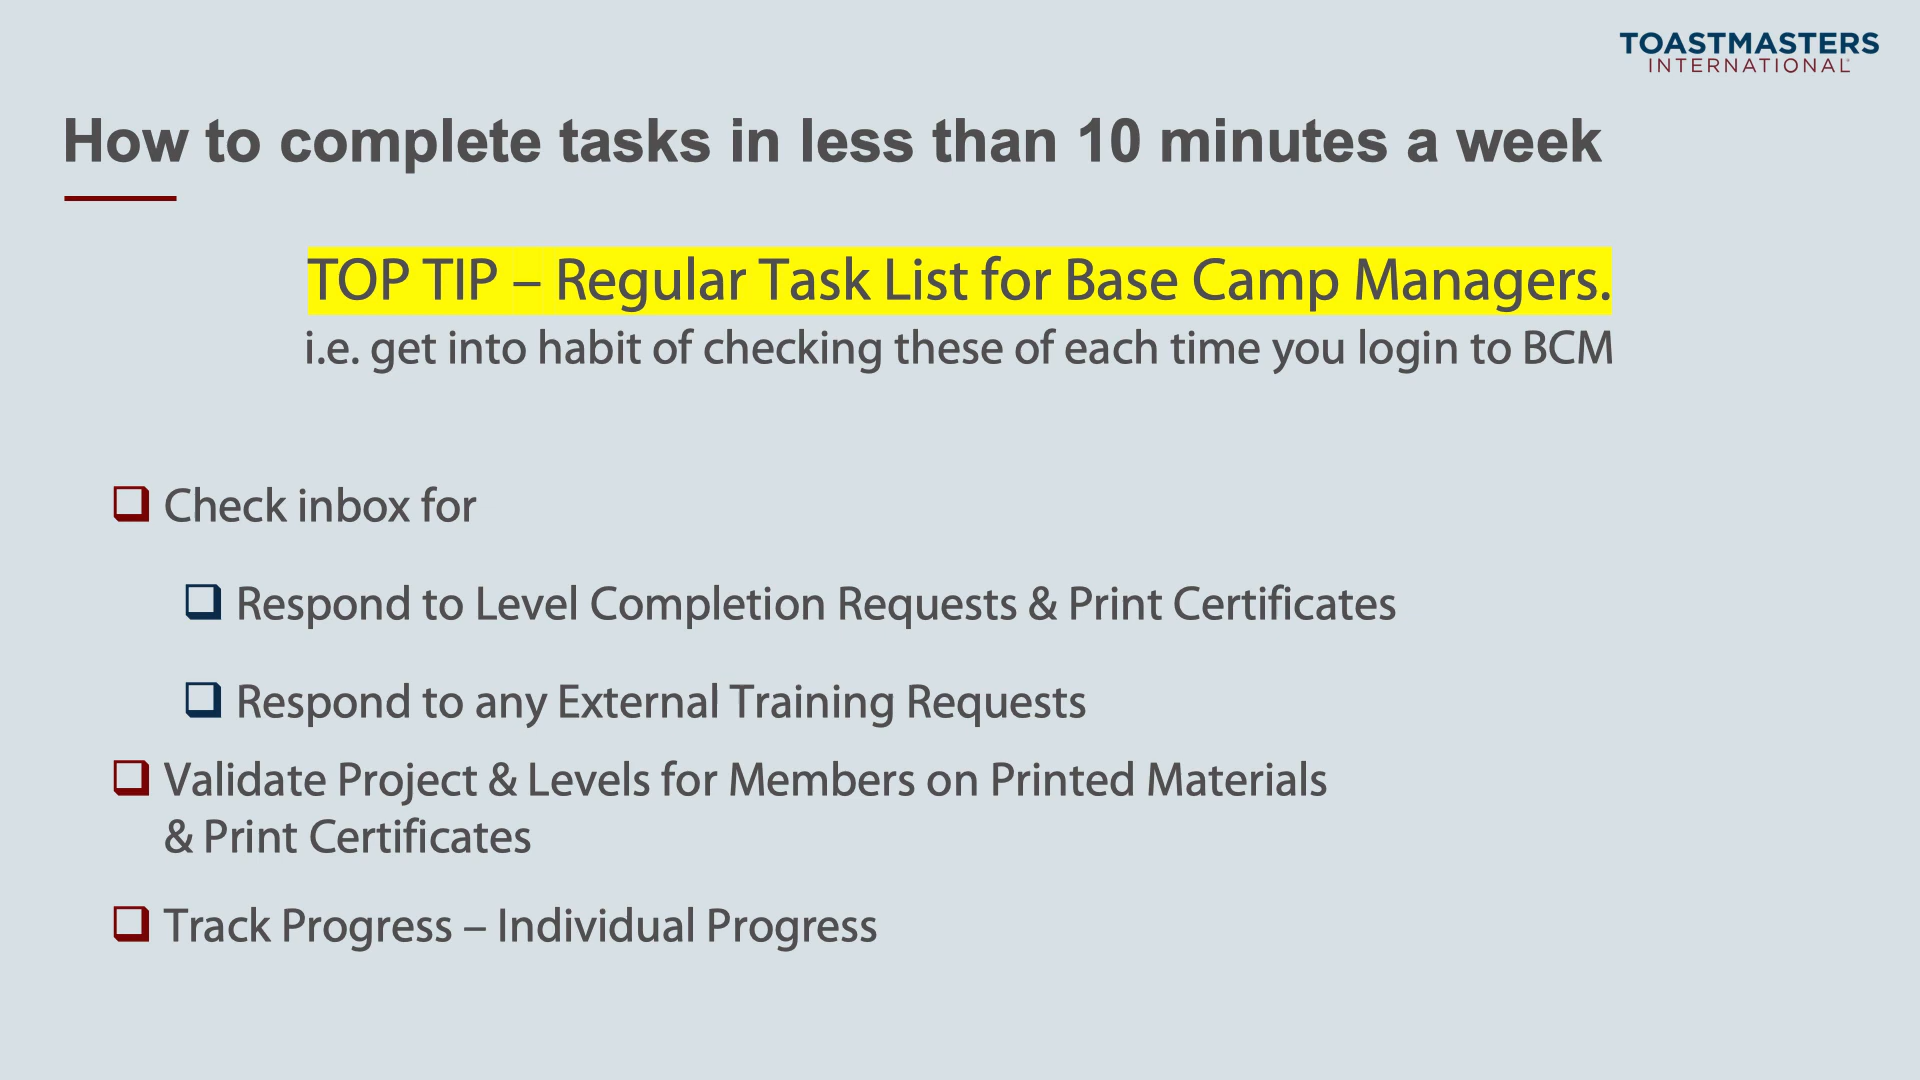 TOASTMASTERS
INTERNATIONAL
How to complete tasks in less than 10 minutes a week
TOP TIP – Regular Task List for Base Camp Managers.
i.e. get into habit of checking these of each time you login to BCM
Check inbox for
Respond to Level Completion Requests & Print Certificates
Respond to any External Training Requests
Validate Project & Levels for Members on Printed Materials
& Print Certificates
Track Progress – Individual Progress